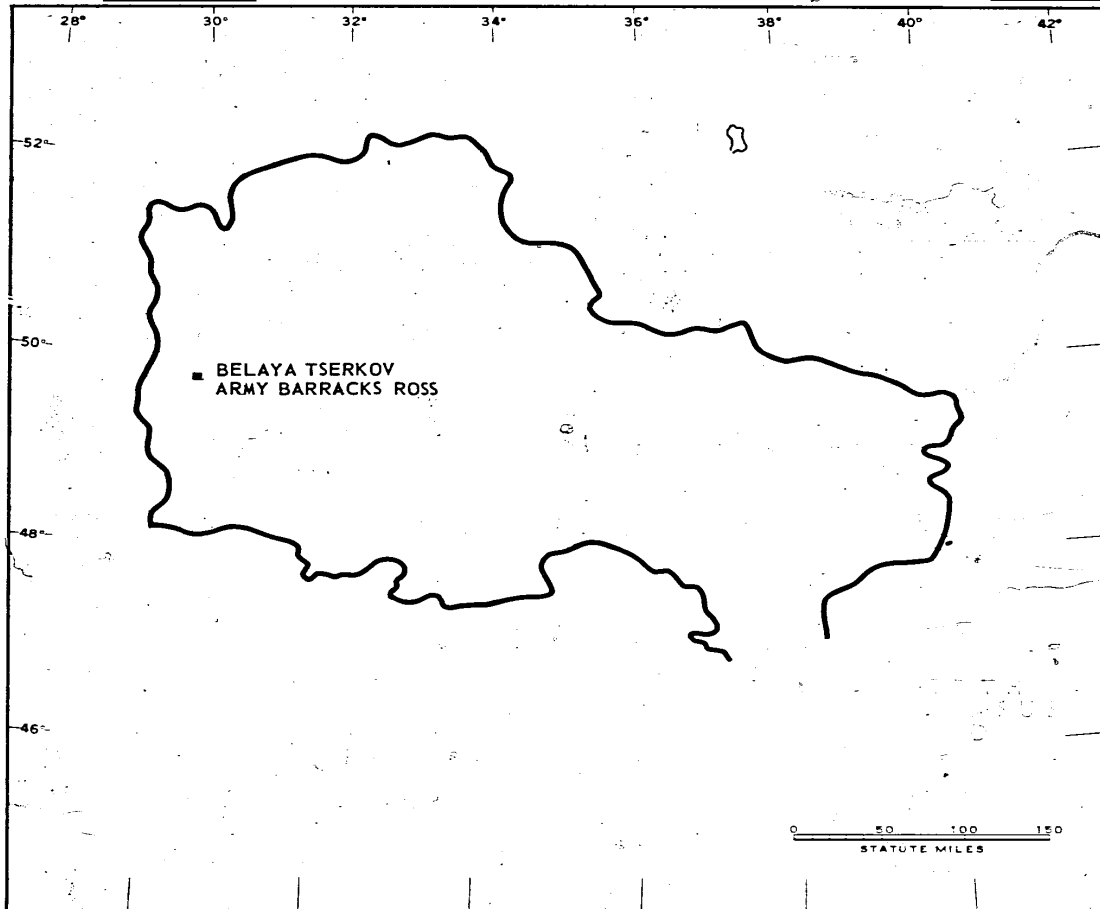 28° 30° 32° 34° 36° 38° 40° 42°
52°
50°
BELAYA TSERKOV
ARMY BARRACKS ROSS
48°
46°
0 50 100 150
STATUTE MILES